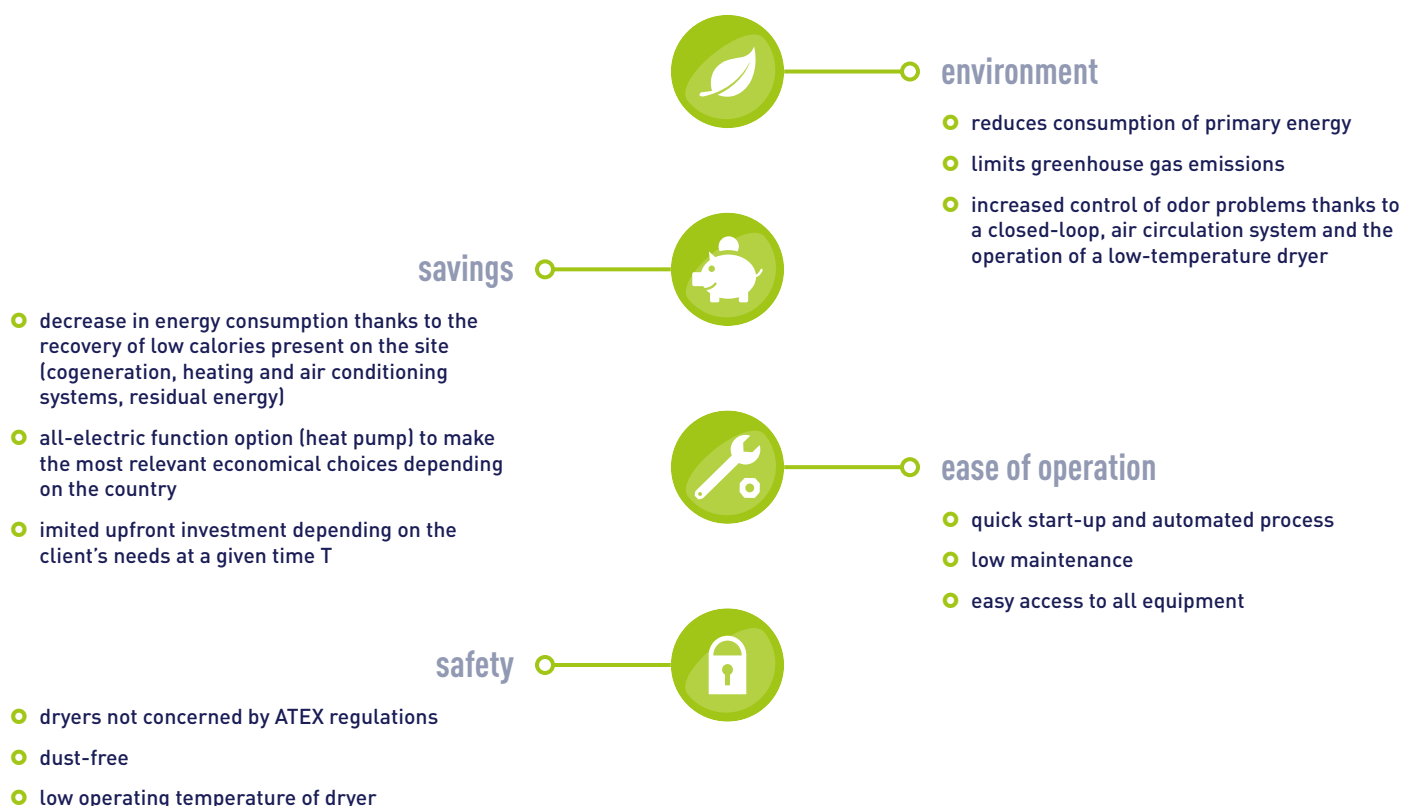 environment
reduces consumption of primary energy
limits greenhouse gas emissions
increased control of odor problems thanks to
a closed-loop, air circulation system and the
operation of a low-temperature dryer
savings
decrease in energy consumption thanks to the
recovery of low calories present on the site
(cogeneration, heating and air conditioning
systems, residual energy)
all-electric function option (heat pump) to make
the most relevant economical choices depending
on the country
imited upfront investment depending on the
client's needs at a given time T
ease of operation
quick start-up and automated process
low maintenance
easy access to all equipment
safety
dryers not concerned by ATEX regulations
dust-free
low operating temperature of dryer